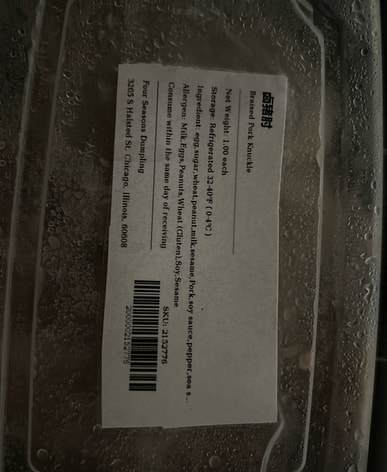 卤猪肘
Braised Pork Knuckle
Net Weight: 1.00 each
Storage: Refrigerated 32-40°F ( 0-4°C)
Ingredient: egg,sugar,wheat,peanut,milk,sesame,Pork,soy sauce,pepper,sea s...
Allergen: Milk,Eggs,Peanuts,Wheat (Gluten),Soy,Sesame
Consume within the same day of receiving
SKU: 2152776
2000002152776
Four Seasons Dumpling
3205 S Halsted St, Chicago, Illinois, 60608